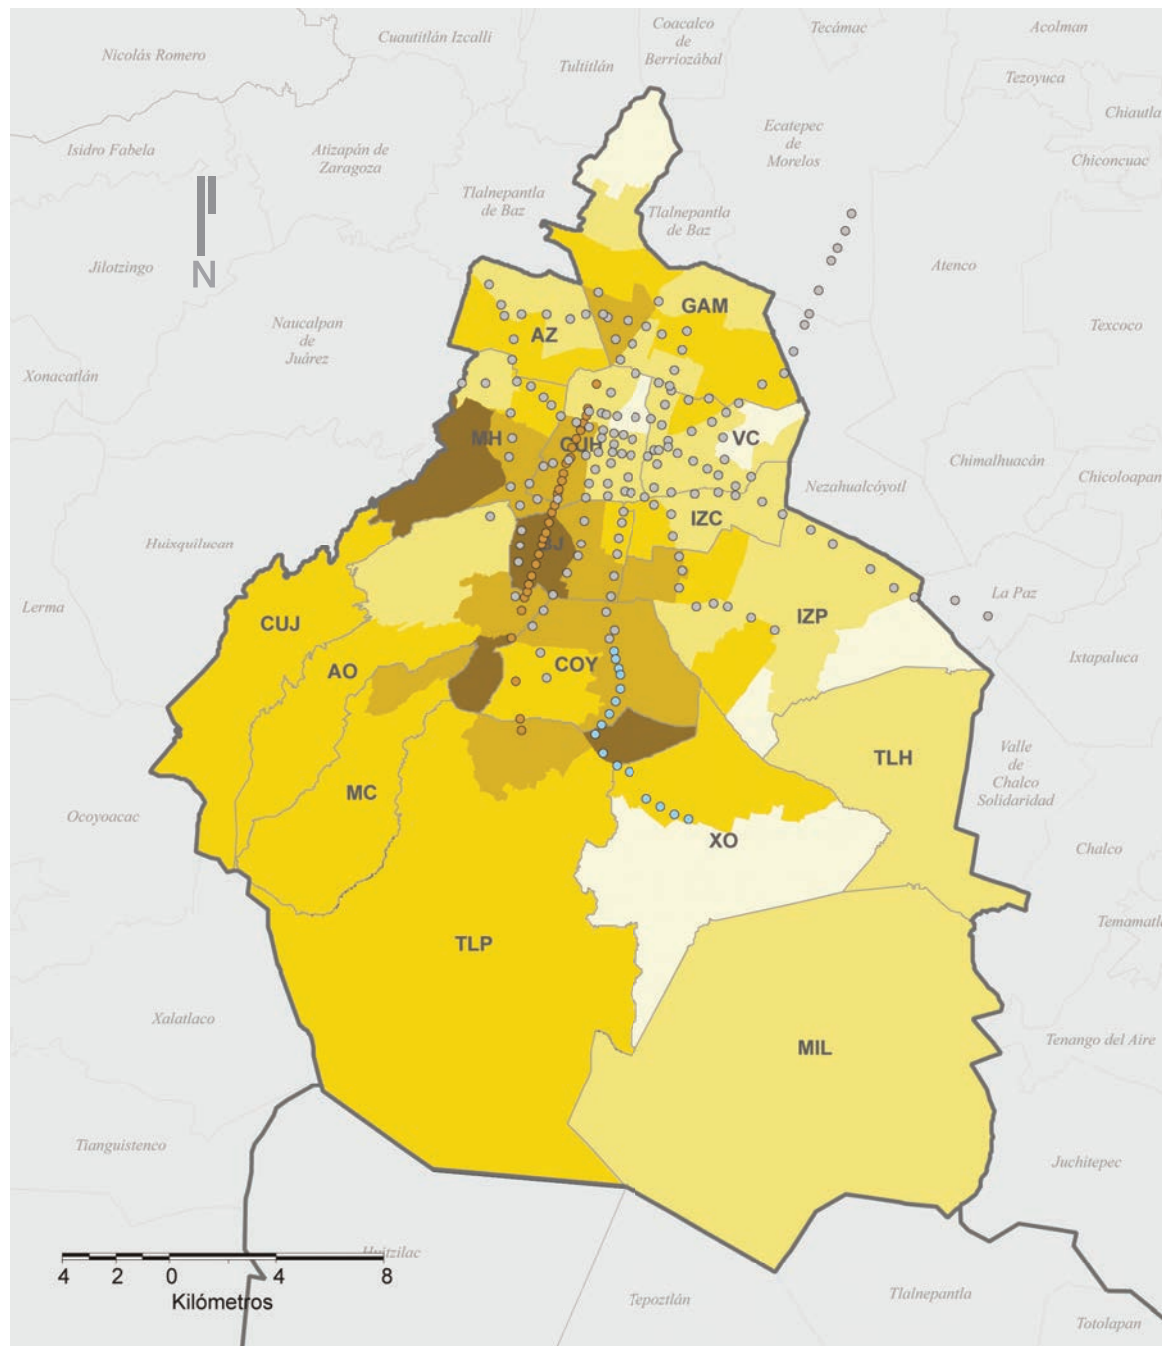 Coacalco
de
Berriozábal
Tecámac
Acolman
Cuautitlán Izcalli
Nicolás Romero
Tultitlán
Tezoyuca
Chiautla
Ecatepec
de
Morelos
Isidro Fabela
Atizapán de
Zaragoza
Chiconcuac
Tlalnepantla
de Baz
Tlalnepantla
de Baz
N
Jilotzingo
Atenco
GAM
Naucalpan
de
Juárez
AZ
Texcoco
Xonacatlán
MH
CUH
VC
Chimalhuacán
Chicoloapan
Nezahualcóyotl
IZC
Huixquilucan
BJ
La Paz
Lerma
CUJ
IZP
AO
COY
Ixtapaluca
TLH
Valle
de
Chalco
Solidaridad
MC
Ocoyoacac
XO
Chalco
TLP
Temamatla
Xalatlaco
MIL
Tenango del Aire
Tianguistenco
Juchitepec
Huitzilac
4 2 0 4 8
Kilómetros
Tepoztlán
Tlalnepantla
Totolapan